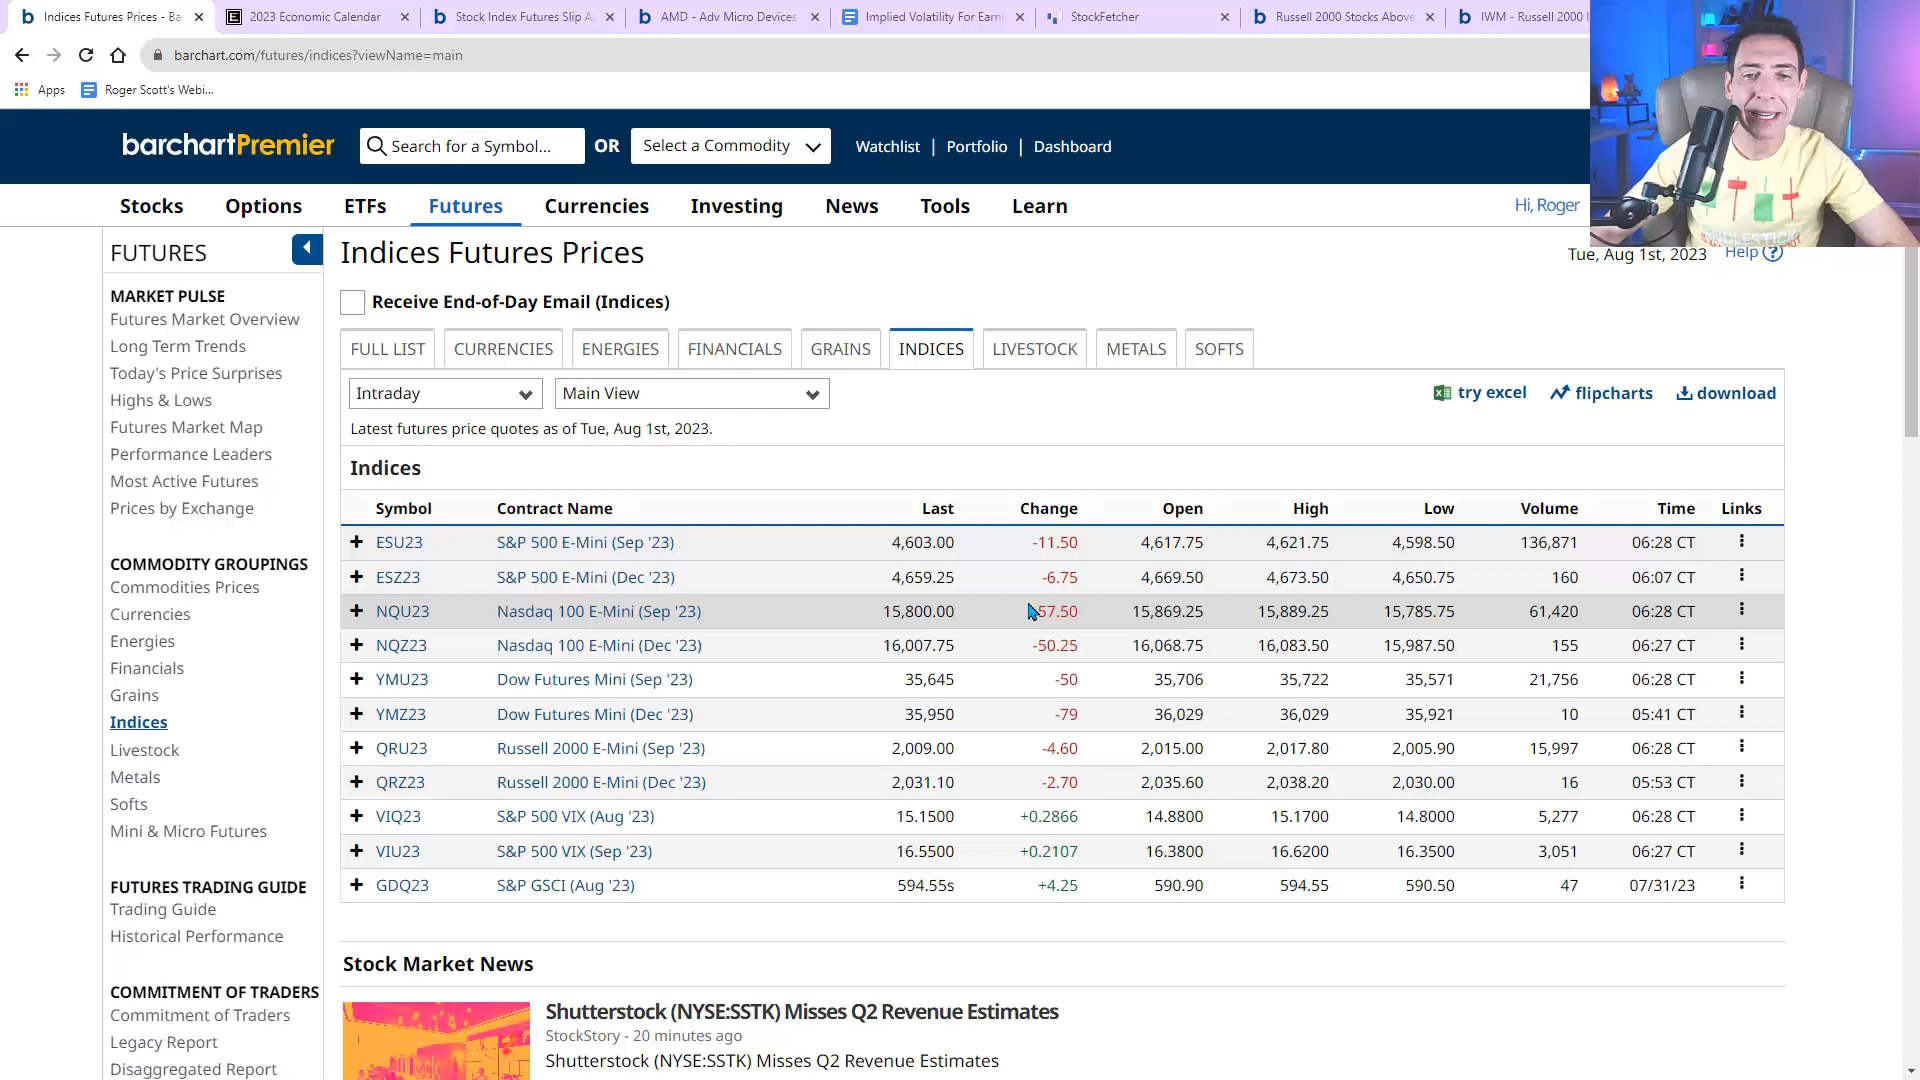 Indices Futures Prices - Ba
2023 Economic Calendar
Stock Index Futures Slip A
AMD - Adv Micro Devices
Implied Volatility For Earni
StockFetcher
Russell 2000 Stocks Above
IWM - Russell 2000 I
barchart.com/futures/indices?viewName=main
Apps
Roger Scott's Webi...
barchartPremier
Search for a Symbol...
OR
Select a Commodity
Watchlist | Portfolio | Dashboard
Stocks Options ETFs Futures Currencies Investing News Tools Learn
Hi, Roger
FUTURES
MARKET PULSE
Futures Market Overview
Long Term Trends
Today's Price Surprises
Highs & Lows
Futures Market Map
Performance Leaders
Most Active Futures
Prices by Exchange
COMMODITY GROUPINGS
Commodities Prices
Currencies
Energies
Financials
Grains
Indices
Livestock
Metals
Softs
Mini & Micro Futures
FUTURES TRADING GUIDE
Trading Guide
Historical Performance
COMMITMENT OF TRADERS
Commitment of Traders
Legacy Report
Disaggregated Report
Indices Futures Prices
Tue, Aug 1st, 2023 Help ?
Receive End-of-Day Email (Indices)
FULL LIST CURRENCIES ENERGIES FINANCIALS GRAINS INDICES LIVESTOCK METALS SOFTS
Intraday
Main View
try excel flipcharts download
Latest futures price quotes as of Tue, Aug 1st, 2023.
Indices
Symbol Contract Name Last Change Open High Low Volume Time Links
ESU23 S&P 500 E-Mini (Sep '23) 4,603.00 -11.50 4,617.75 4,621.75 4,598.50 136,871 06:28 CT
ESZ23 S&P 500 E-Mini (Dec '23) 4,659.25 -6.75 4,669.50 4,673.50 4,650.75 160 06:07 CT
NQU23 Nasdaq 100 E-Mini (Sep '23) 15,800.00 57.50 15,869.25 15,889.25 15,785.75 61,420 06:28 CT
NQZ23 Nasdaq 100 E-Mini (Dec '23) 16,007.75 -50.25 16,068.75 16,083.50 15,987.50 155 06:27 CT
YMU23 Dow Futures Mini (Sep '23) 35,645 -50 35,706 35,722 35,571 21,756 06:28 CT
YMZ23 Dow Futures Mini (Dec '23) 35,950 -79 36,029 36,029 35,921 10 05:41 CT
QRU23 Russell 2000 E-Mini (Sep '23) 2,009.00 -4.60 2,015.00 2,017.80 2,005.90 15,997 06:28 CT
QRZ23 Russell 2000 E-Mini (Dec '23) 2,031.10 -2.70 2,035.60 2,038.20 2,030.00 16 05:53 CT
VIQ23 S&P 500 VIX (Aug '23) 15.1500 +0.2866 14.8800 15.1700 14.8000 5,277 06:28 CT
VIU23 S&P 500 VIX (Sep '23) 16.5500 +0.2107 16.3800 16.6200 16.3500 3,051 06:27 CT
GDQ23 S&P GSCI (Aug '23) 594.55s +4.25 590.90 594.55 590.50 47 07/31/23
Stock Market News
Shutterstock (NYSE:SSTK) Misses Q2 Revenue Estimates
StockStory - 20 minutes ago
Shutterstock (NYSE:SSTK) Misses Q2 Revenue Estimates